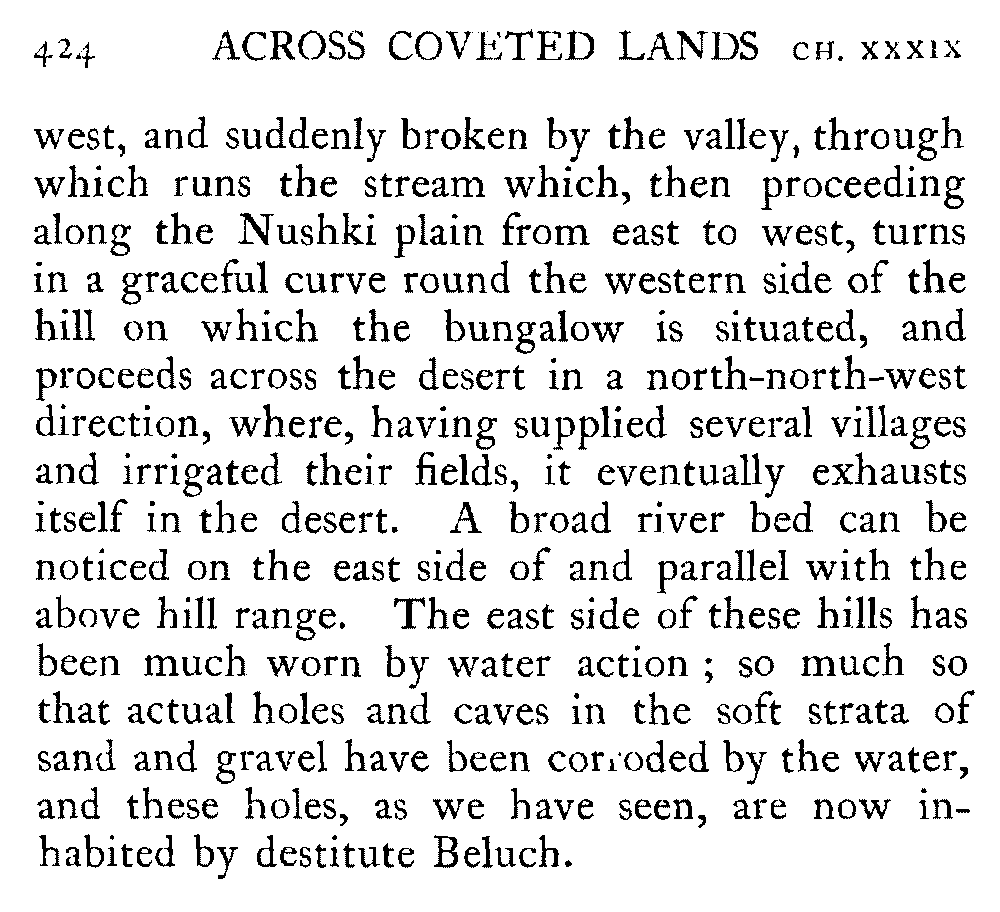 424 ACROSS COVETED LANDS CH. XXXIX
west, and suddenly broken by the valley, through
which runs the stream which, then proceeding
along the Nushki plain from east to west, turns
in a graceful curve round the western side of the
hill on which the bungalow is situated, and
proceeds across the desert in a north-north-west
direction, where, having supplied several villages
and irrigated their fields, it eventually exhausts
itself in the desert. A broad river bed can be
noticed on the east side of and parallel with the
above hill range. The east side of these hills has
been much worn by water action ; so much so
that actual holes and caves in the soft strata of
sand and gravel have been corroded by the water,
and these holes, as we have seen, are now in-
habited by destitute Beluch.